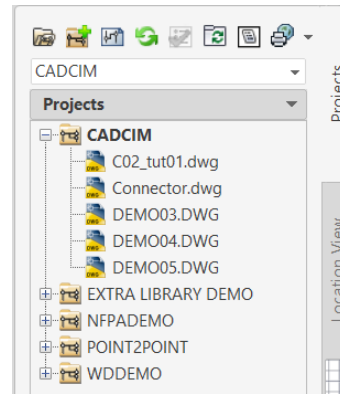 CADCIM
Projects
CADCIM
C02_tut01.dwg
Connector.dwg
DEMO03.DWG
DEMO04.DWG
DEMO05.DWG
EXTRA LIBRARY DEMO
NFPADEMO
POINT2POINT
WDDEMO
Projects
Location View